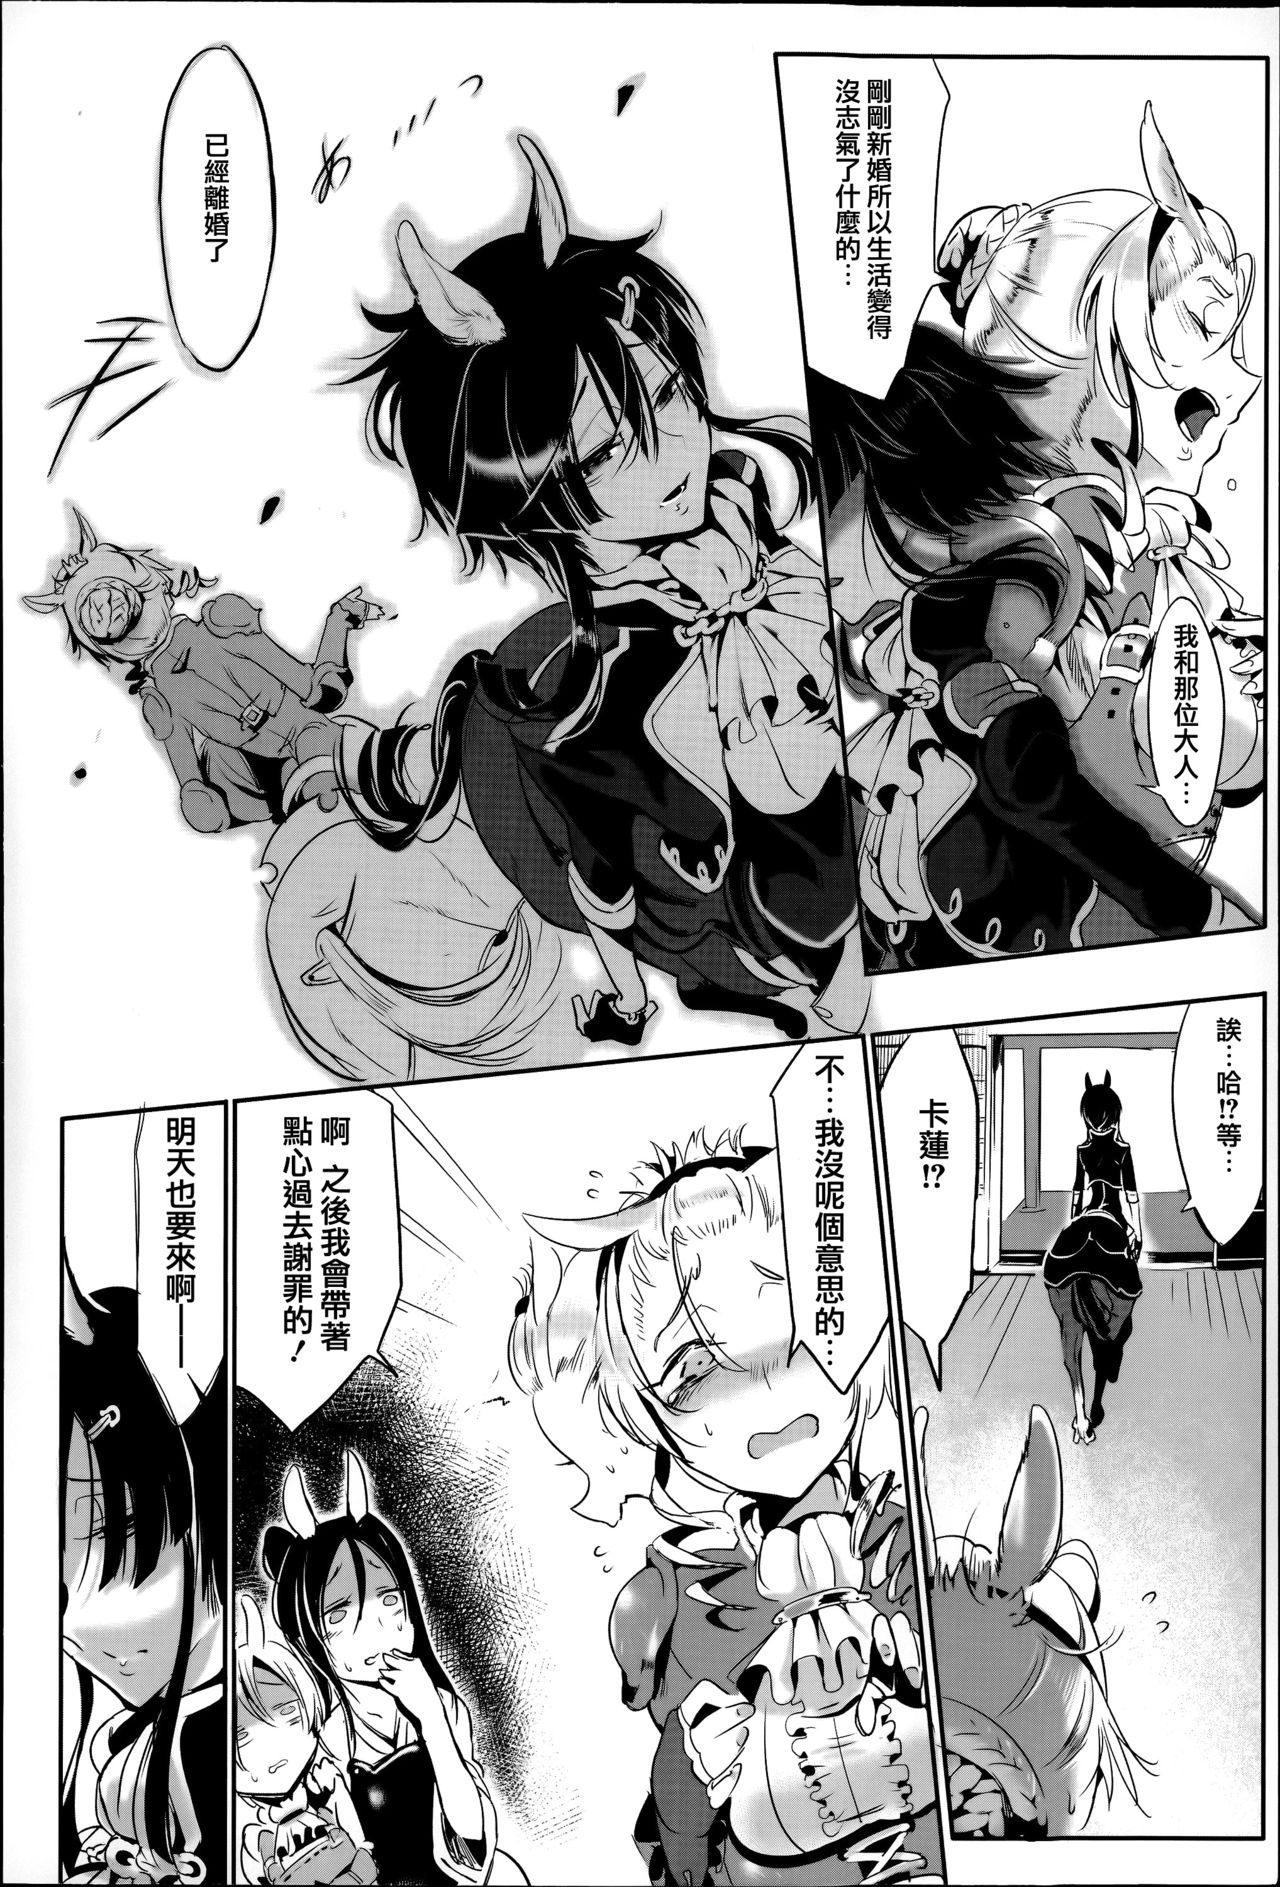 剛剛新婚所以生活變得
沒志氣了什麼的…
我和那位大人…
あ
已經離婚了
誒…哈!?等…
卡蓮!?
不…我沒呢個意思的…
啊 之後我會帶著
點心過去謝罪的！
明天也要來啊——